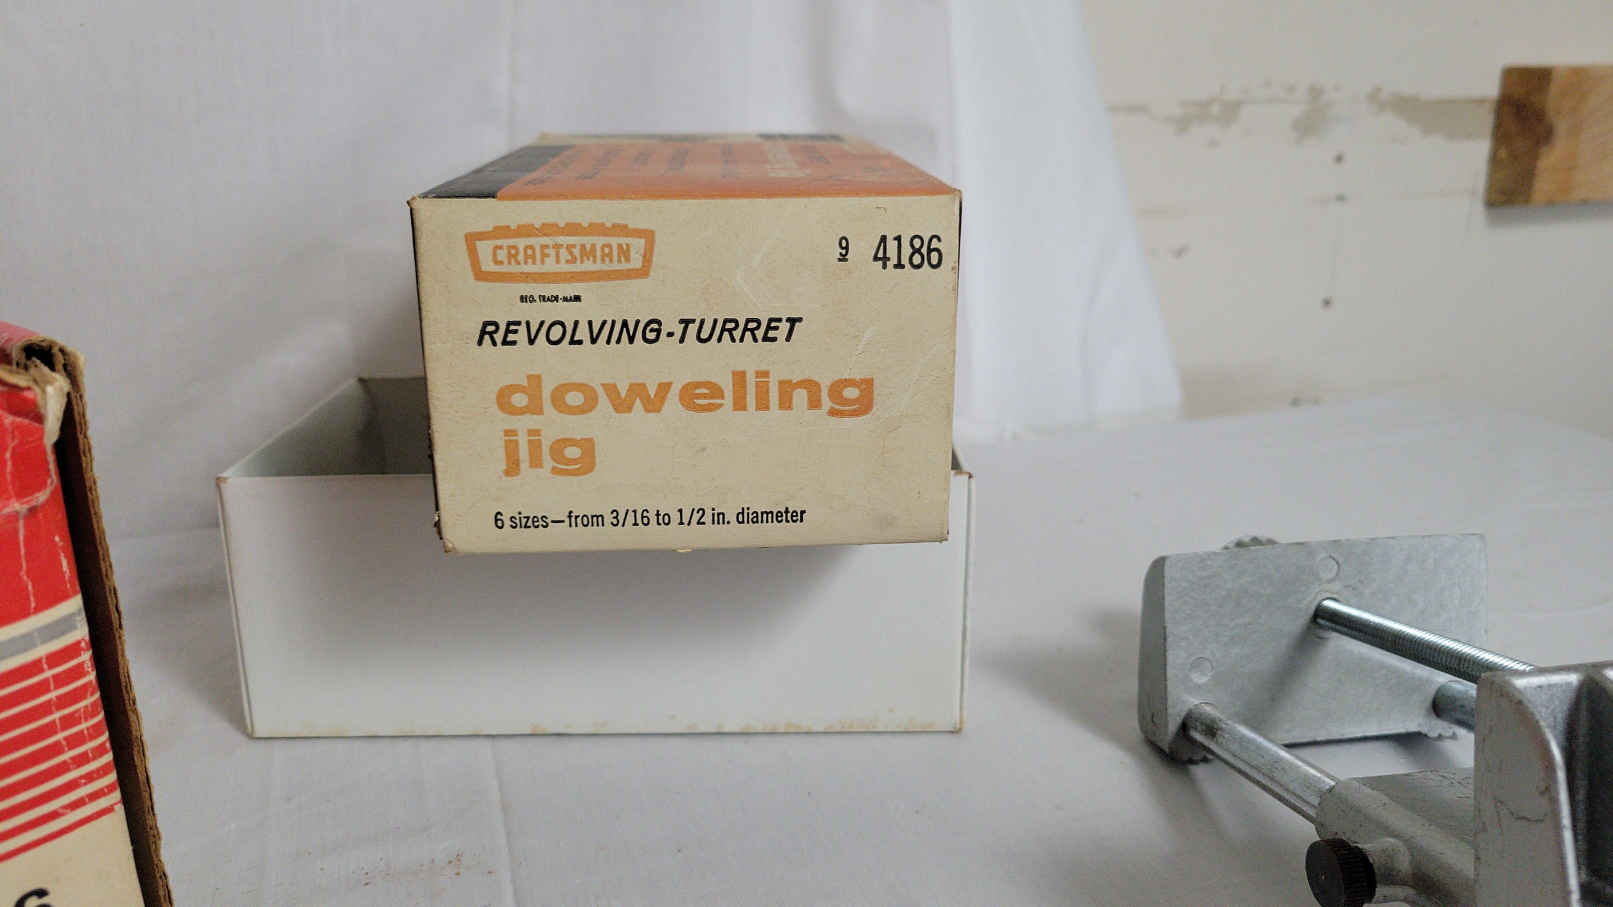 CRAFTSMAN
9 4186
REG. TRADE-MARK
REVOLVING-TURRET
doweling
jig
6 sizes—from 3/16 to 1/2 in. diameter